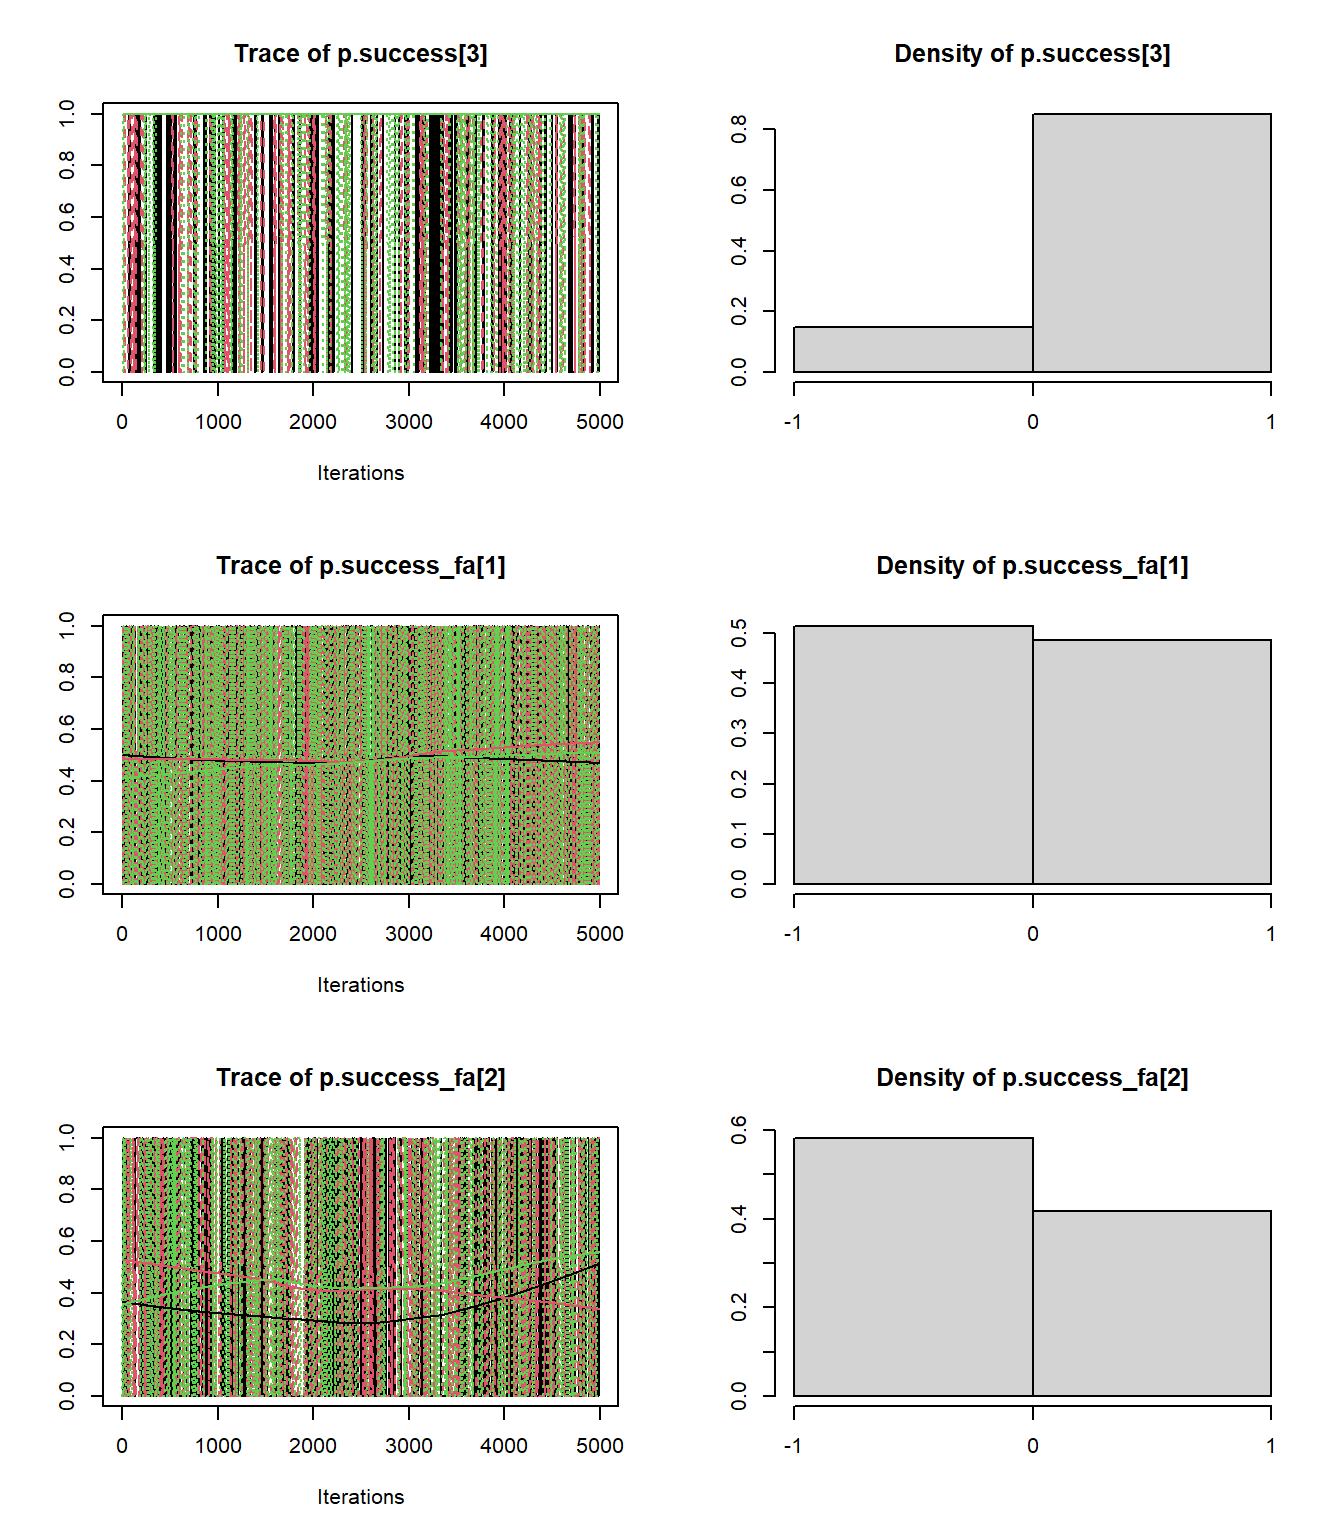 Trace of p.success[3]
Density of p.success[3]
0.0 0.2 0.4 0.6 0.8 1.0
0 1000 2000 3000 4000 5000
Iterations
0.0 0.2 0.4 0.6 0.8
-1 0 1
Trace of p.success_fa[1]
Density of p.success_fa[1]
0.0 0.2 0.4 0.6 0.8 1.0
0 1000 2000 3000 4000 5000
Iterations
0.0 0.1 0.2 0.3 0.4 0.5
-1 0 1
Trace of p.success_fa[2]
Density of p.success_fa[2]
0.0 0.2 0.4 0.6 0.8 1.0
0 1000 2000 3000 4000 5000
Iterations
0.0 0.2 0.4 0.6
-1 0 1